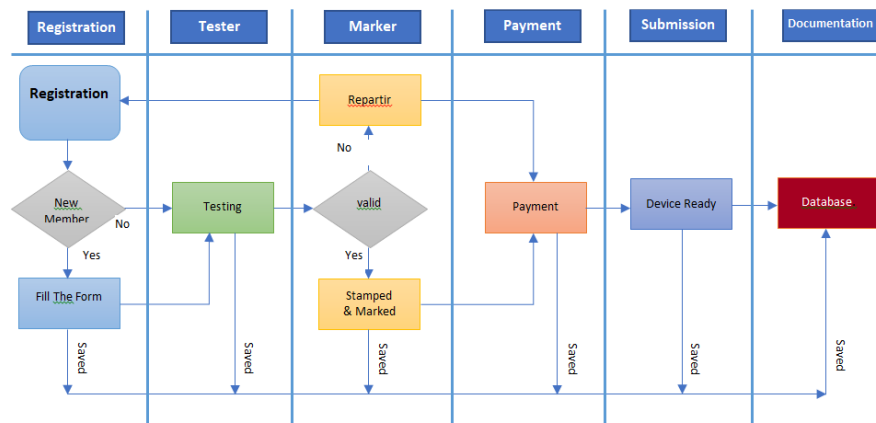 Registration
Tester
Marker
Payment
Submission
Documentation
Registration
Repartir
No
New
Member
No
Testing
valid
Payment
Device Ready
Database
Yes
Yes
Fill The Form
Stamped
& Marked
Saved
Saved
Saved
Saved
Saved